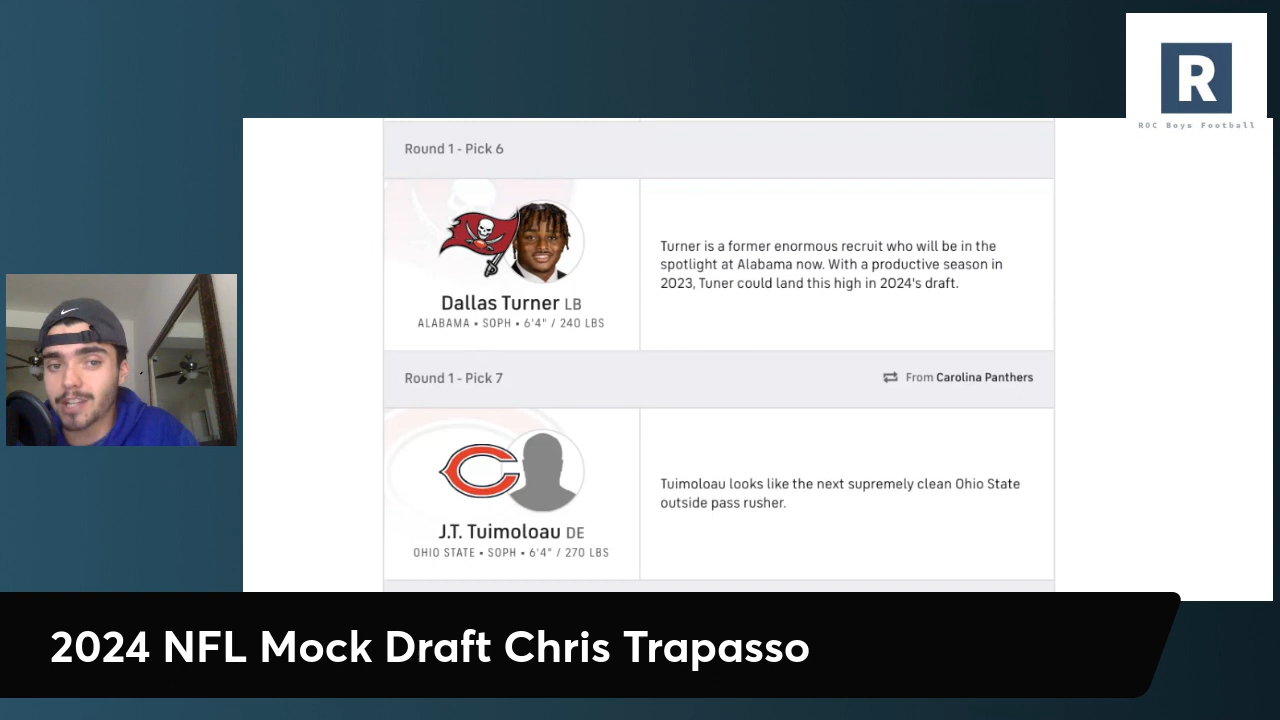 R
ROC Boys Football
Round 1 - Pick 6
Dallas Turner LB
ALABAMA • SOPH • 6'4" / 240 LBS
Turner is a former enormous recruit who will be in the
spotlight at Alabama now. With a productive season in
2023, Tuner could land this high in 2024's draft.
Round 1 - Pick 7
From Carolina Panthers
J.T. Tuimoloau DE
OHIO STATE • SOPH • 6'4" / 270 LBS
Tuimoloau looks like the next supremely clean Ohio State
outside pass rusher.
2024 NFL Mock Draft Chris Trapasso